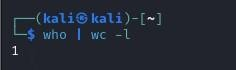 ┌──(kali㉿kali)-[~]
└─$ who | wc -l
1